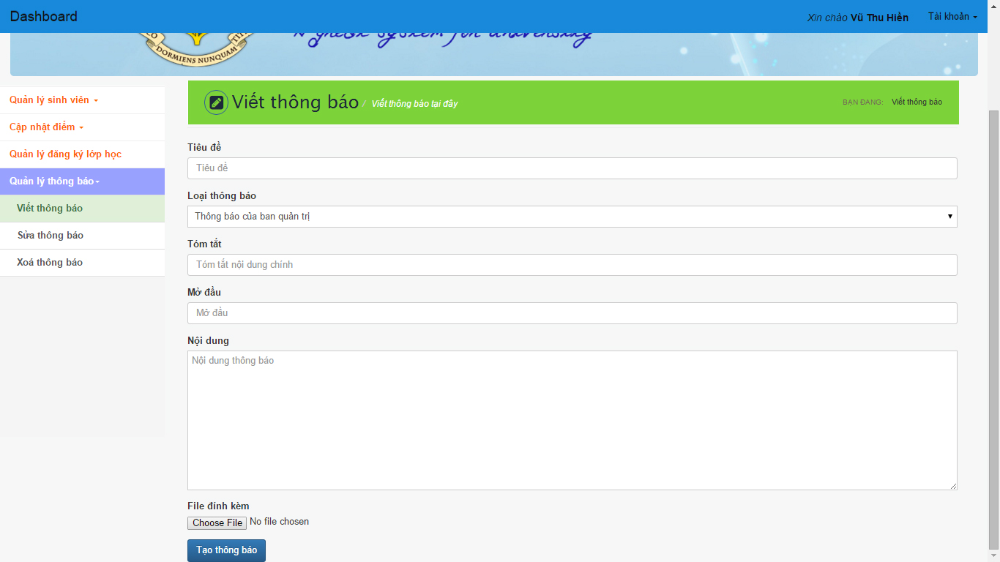 Dashboard
Xin chào Vũ Thu Hiền
Tài khoản
DORMIENS NUNQUAM
system for university
Quản lý sinh viên
Cập nhật điểm
Quản lý đăng ký lớp học
Quản lý thông báo
Viết thông báo
Sửa thông báo
Xoá thông báo
Viết thông báo / Viết thông báo tại đây
BẠN ĐANG: Viết thông báo
Tiêu đề
Tiêu đề
Loại thông báo
Thông báo của ban quản trị
Tóm tắt
Tóm tắt nội dung chính
Mở đầu
Mở đầu
Nội dung
Nội dung thông báo
File đính kèm
Choose File No file chosen
Tạo thông báo